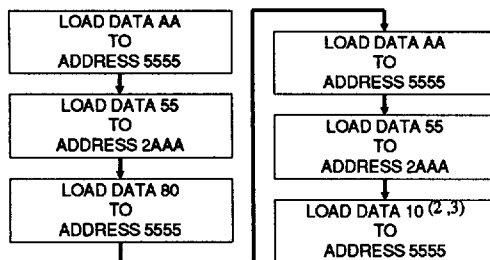 LOAD DATA AA
TO
ADDRESS 5555
LOAD DATA 55
TO
ADDRESS 2AAA
LOAD DATA 80
TO
ADDRESS 5555
LOAD DATA AA
TO
ADDRESS 5555
LOAD DATA 55
TO
ADDRESS 2AAA
LOAD DATA 10 (2,3)
TO
ADDRESS 5555